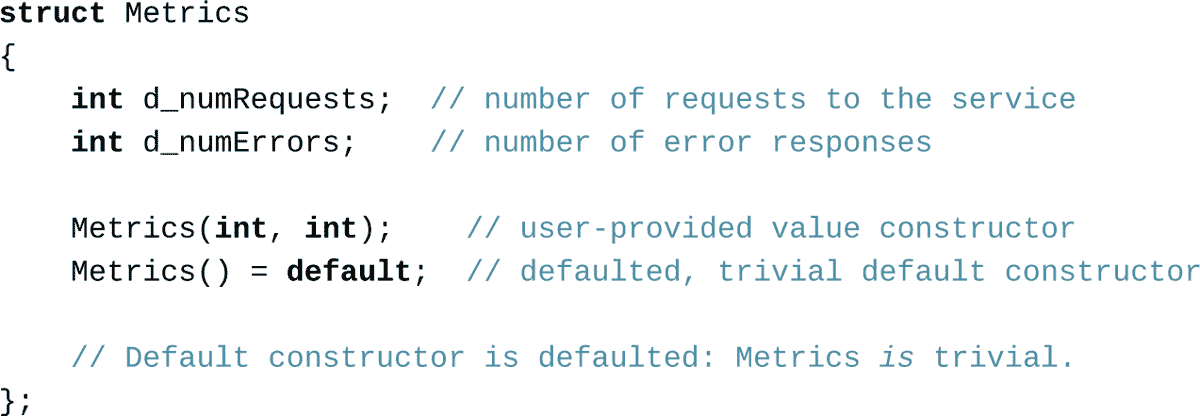 struct Metrics
{
    int d_numRequests;  // number of requests to the service
    int d_numErrors;    // number of error responses

    Metrics(int, int);    // user-provided value constructor
    Metrics() = default;  // defaulted, trivial default constructor

    // Default constructor is defaulted: Metrics is trivial.
};